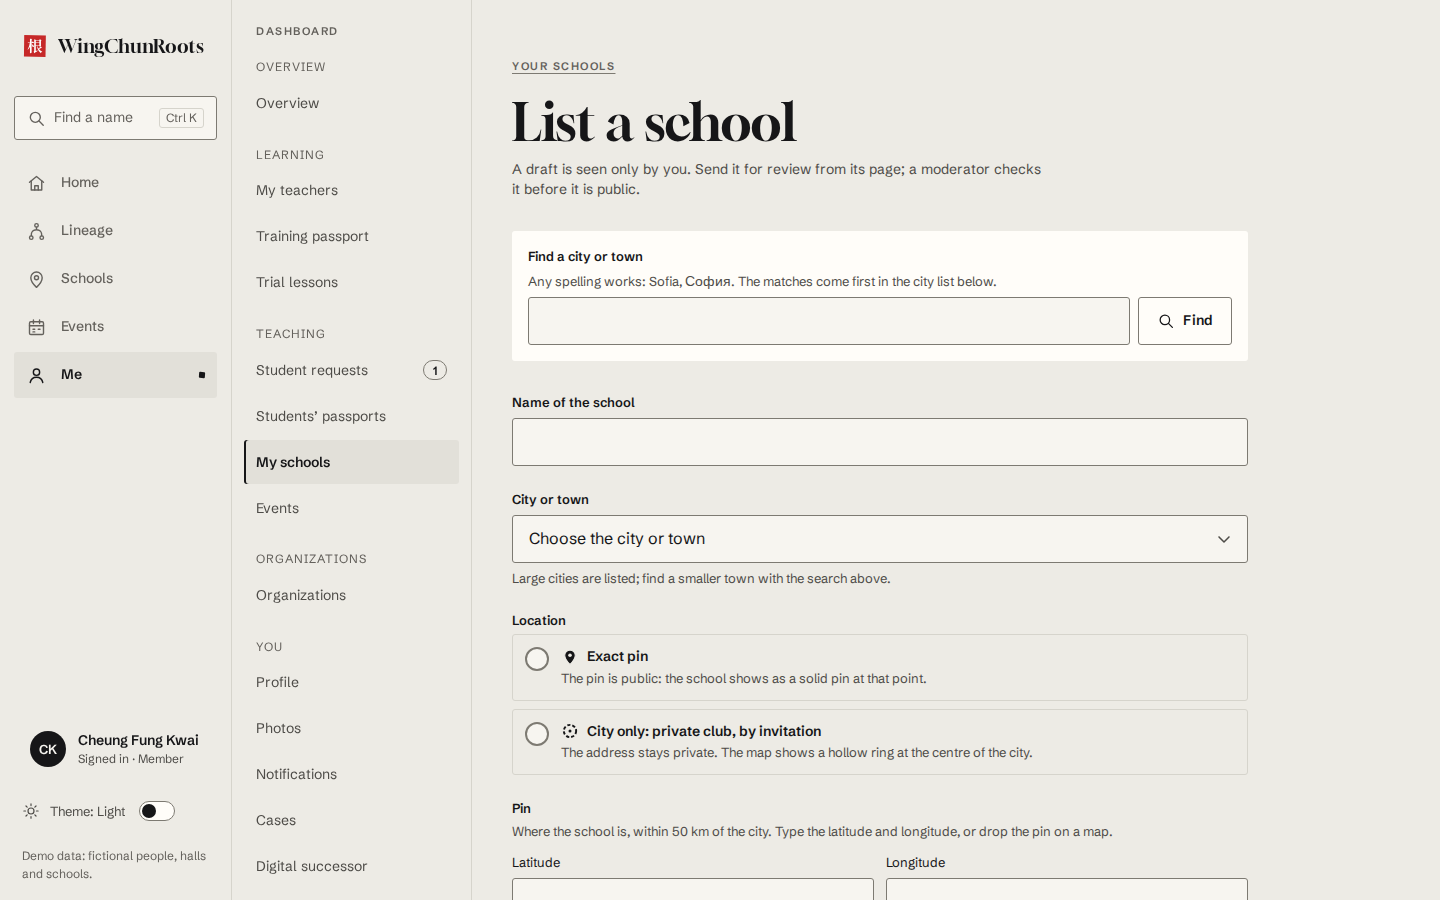 根 WingChunRoots
Find a name Ctrl K
Home
Lineage
Schools
Events
Me
CK
Cheung Fung Kwai
Signed in · Member
Theme: Light
Demo data: fictional people, halls
and schools.
DASHBOARD
OVERVIEW
Overview
LEARNING
My teachers
Training passport
Trial lessons
TEACHING
Student requests 1
Students’ passports
My schools
Events
ORGANIZATIONS
Organizations
YOU
Profile
Photos
Notifications
Cases
Digital successor
YOUR SCHOOLS
List a school
A draft is seen only by you. Send it for review from its page; a moderator checks
it before it is public.
Find a city or town
Any spelling works: Sofia, София. The matches come first in the city list below.
Find
Name of the school
City or town
Choose the city or town
Large cities are listed; find a smaller town with the search above.
Location
Exact pin
The pin is public: the school shows as a solid pin at that point.
City only: private club, by invitation
The address stays private. The map shows a hollow ring at the centre of the city.
Pin
Where the school is, within 50 km of the city. Type the latitude and longitude, or drop the pin on a map.
Latitude Longitude